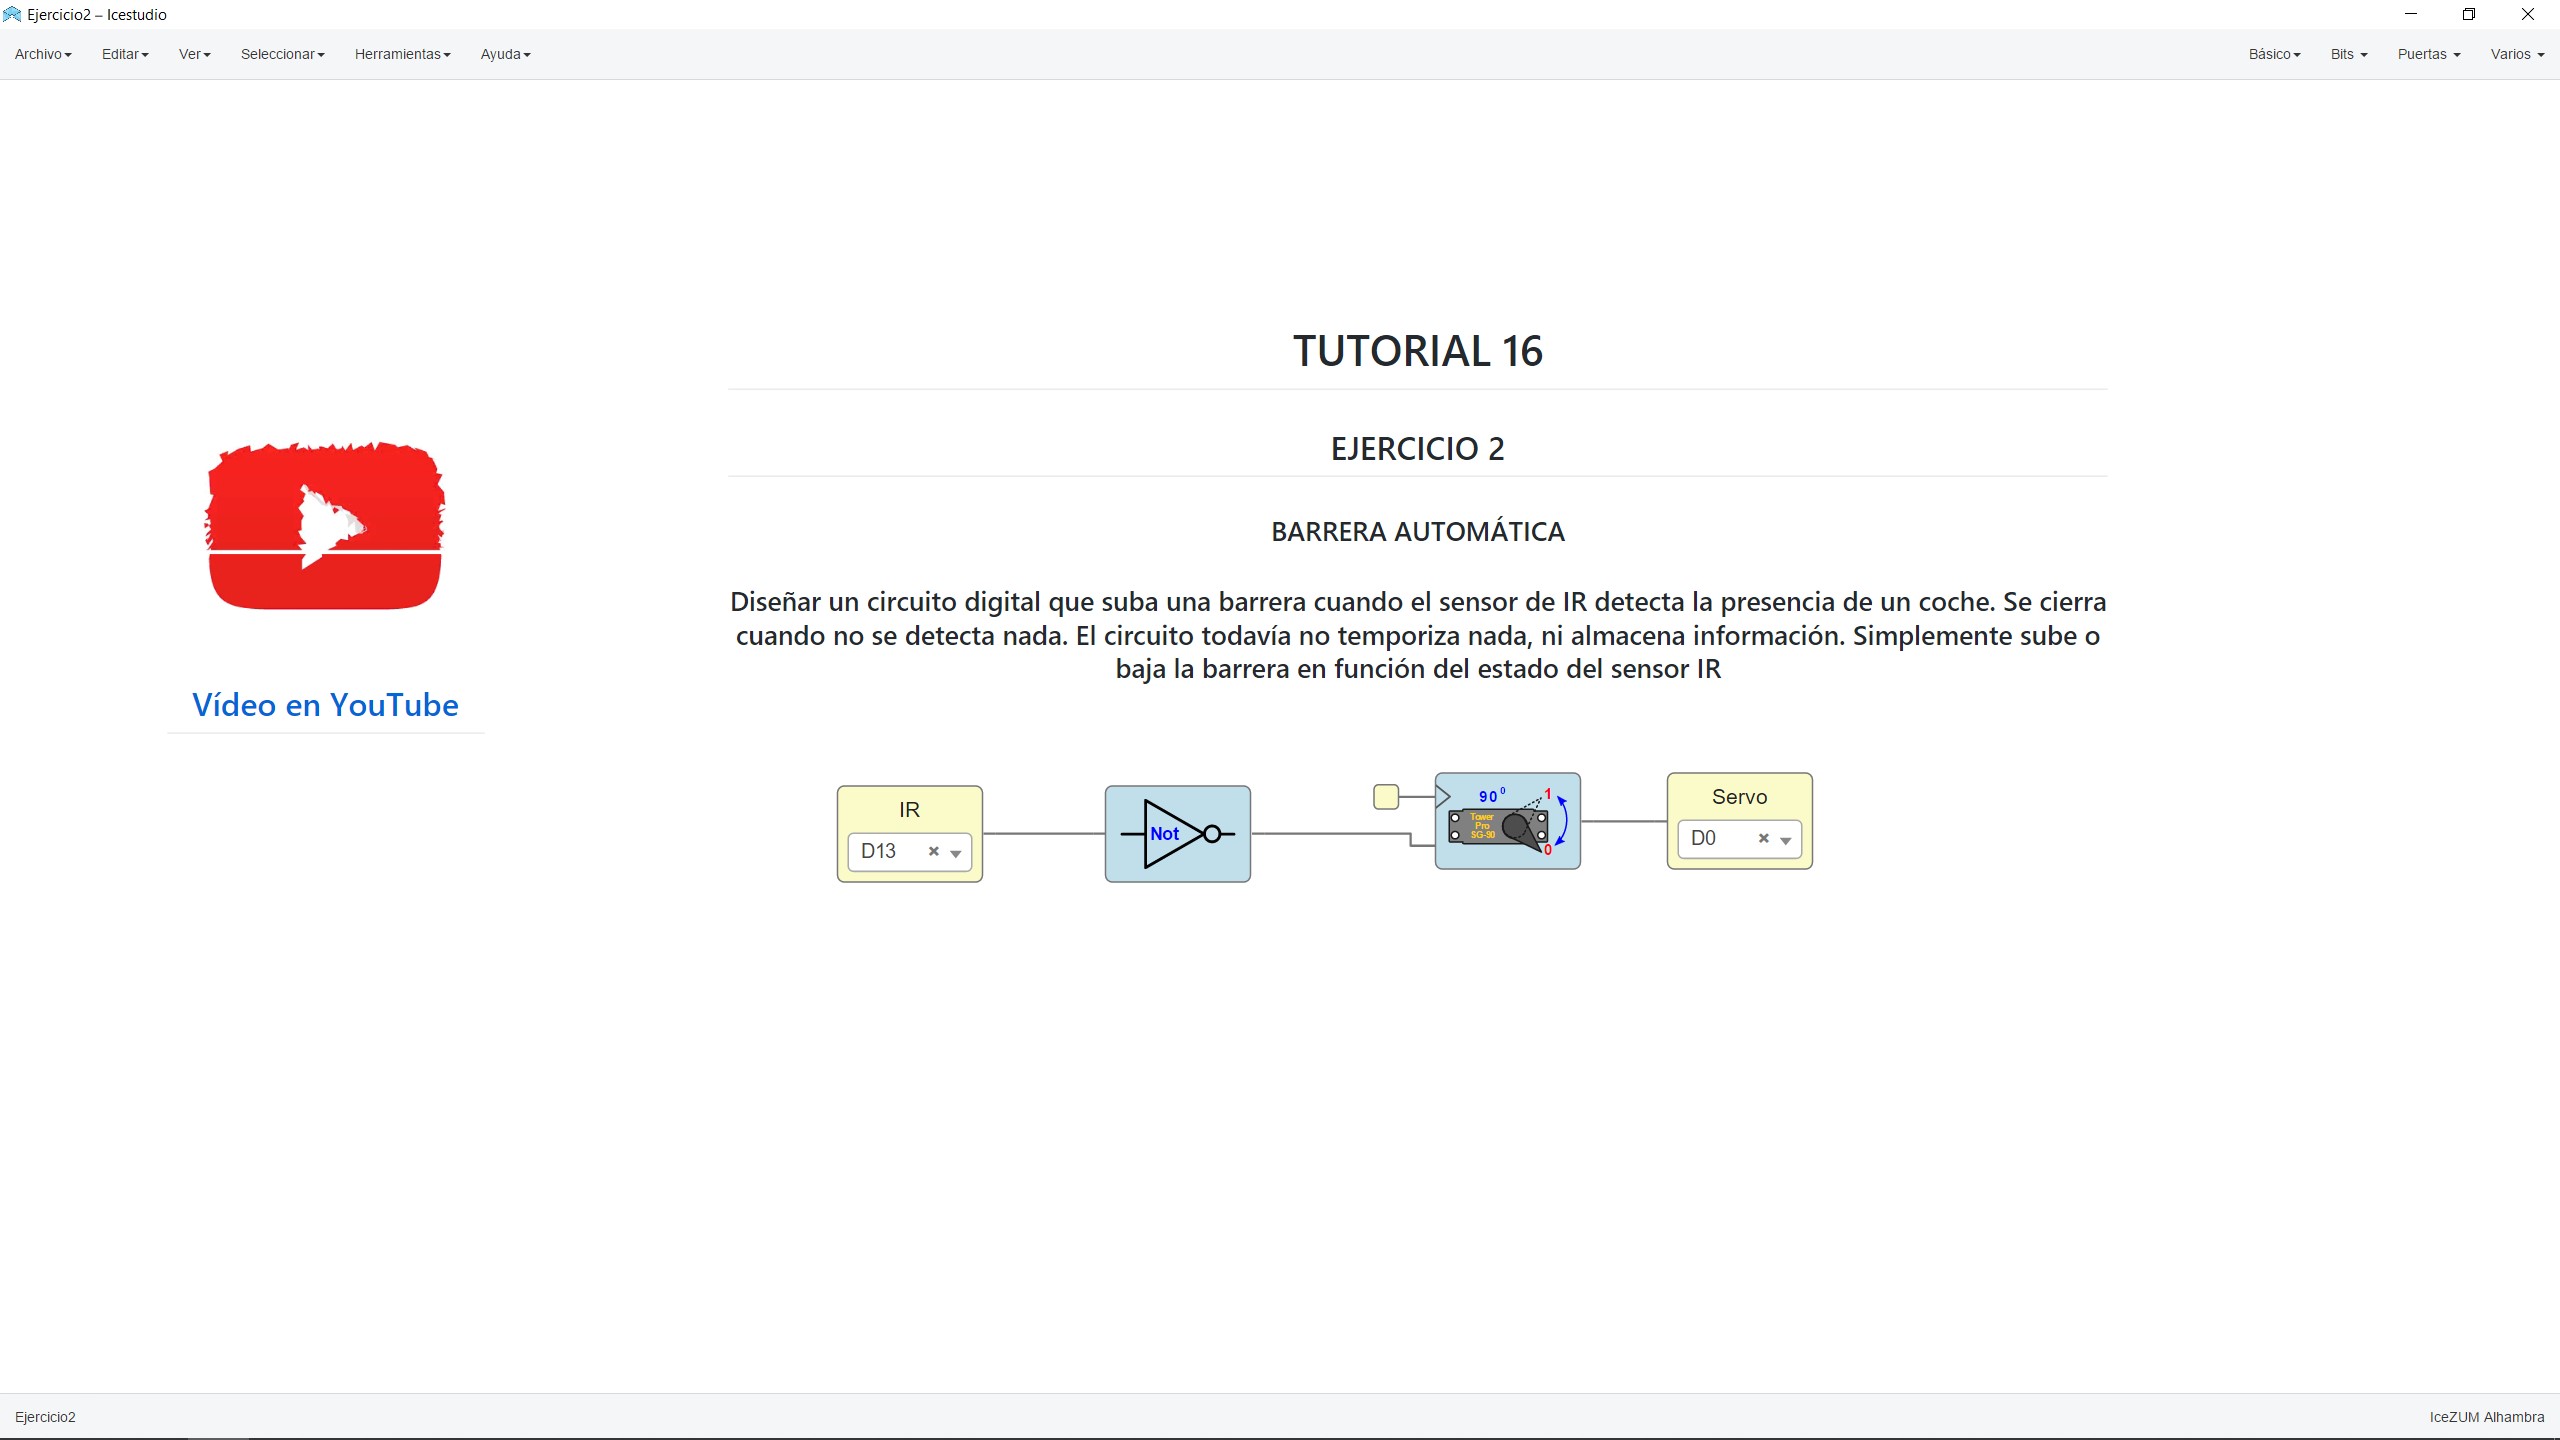 Ejercicio2 – Icestudio
Archivo Editar Ver Seleccionar Herramientas Ayuda Básico Bits Puertas Varios
TUTORIAL 16
EJERCICIO 2
BARRERA AUTOMÁTICA
Diseñar un circuito digital que suba una barrera cuando el sensor de IR detecta la presencia de un coche. Se cierra
cuando no se detecta nada. El circuito todavía no temporiza nada, ni almacena información. Simplemente sube o
baja la barrera en función del estado del sensor IR
Vídeo en YouTube
IR
D13
Not
90⁰
1
Tower
Pro
SG-90
0
Servo
D0
Ejercicio2
IceZUM Alhambra